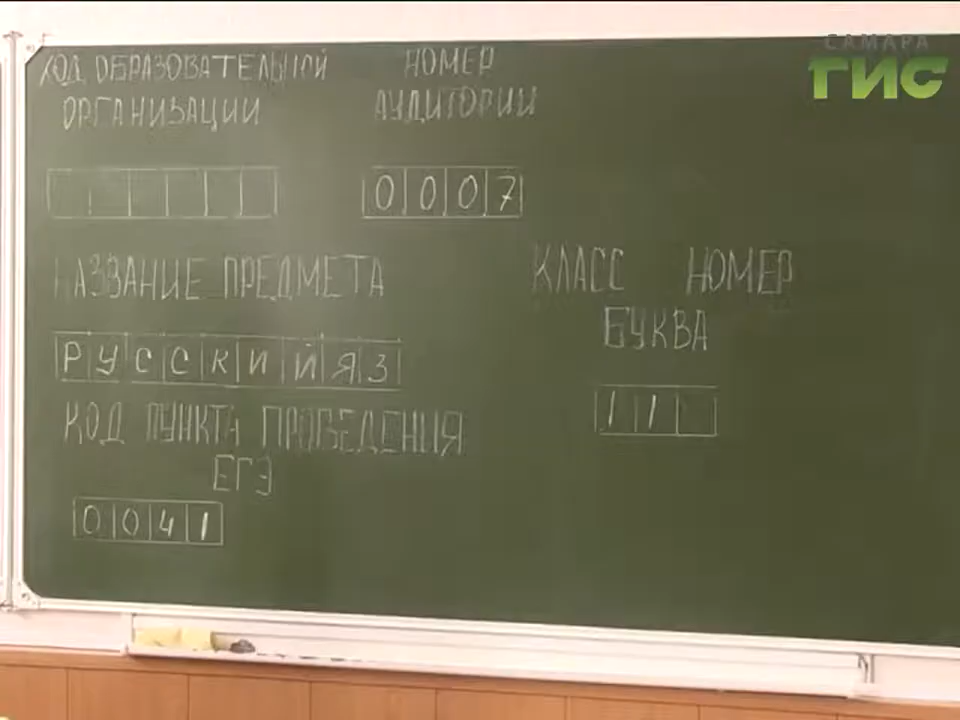 САМАРА
ГИС
КОД ОБРАЗОВАТЕЛЬНОЙ
ОРГАНИЗАЦИИ
НОМЕР
АУДИТОРИИ
0007
НАЗВАНИЕ ПРЕДМЕТА
РУССКИЙ ЯЗ
КЛАСС НОМЕР
БУКВА
11
КОД ПУНКТА ПРОВЕДЕНИЯ
ЕГЭ
0041